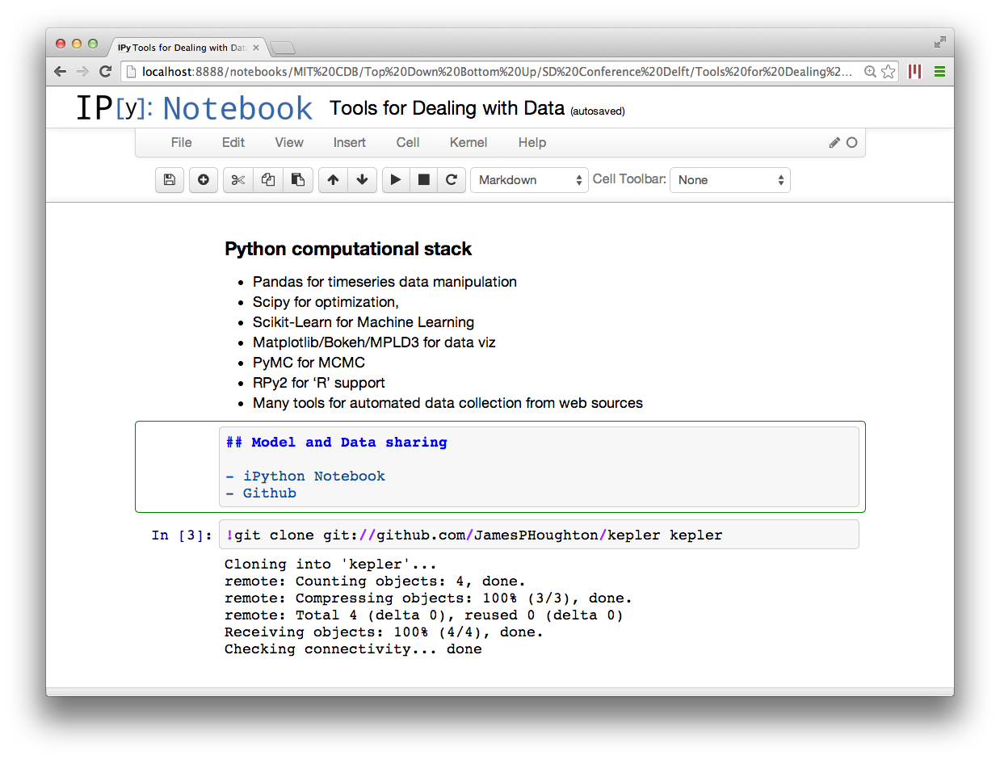 IPy Tools for Dealing with Dat
localhost:8888/notebooks/MIT%20CDB/Top%20Down%20Bottom%20Up/SD%20Conference%20Delft/Tools%20for%20Dealing%2...
IP[y]: Notebook Tools for Dealing with Data (autosaved)
File Edit View Insert Cell Kernel Help
Markdown Cell Toolbar: None
Python computational stack
• Pandas for timeseries data manipulation
• Scipy for optimization,
• Scikit-Learn for Machine Learning
• Matplotlib/Bokeh/MPLD3 for data viz
• PyMC for MCMC
• RPy2 for ‘R’ support
• Many tools for automated data collection from web sources
## Model and Data sharing
- iPython Notebook
- Github
In [3]: !git clone git://github.com/JamesPHoughton/kepler kepler
Cloning into 'kepler'...
remote: Counting objects: 4, done.
remote: Compressing objects: 100% (3/3), done.
remote: Total 4 (delta 0), reused 0 (delta 0)
Receiving objects: 100% (4/4), done.
Checking connectivity... done